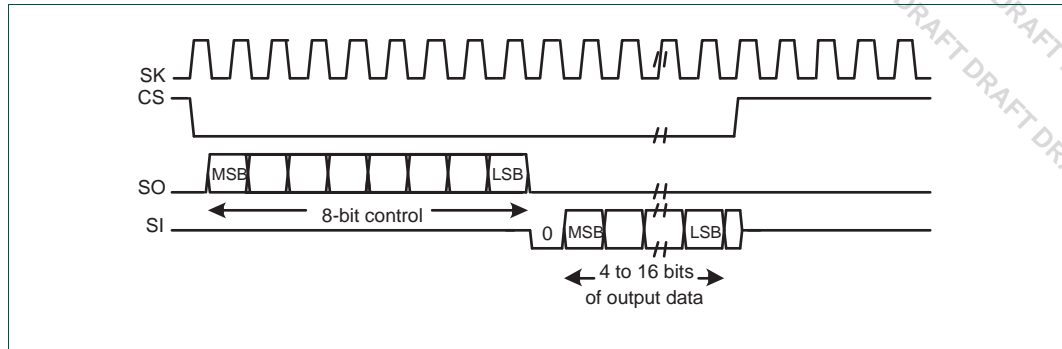 SK
CS
SO
MSB
LSB
8-bit control
SI
0
MSB
LSB
4 to 16 bits
of output data
DRAFT DRAFT DRA
DRAFT